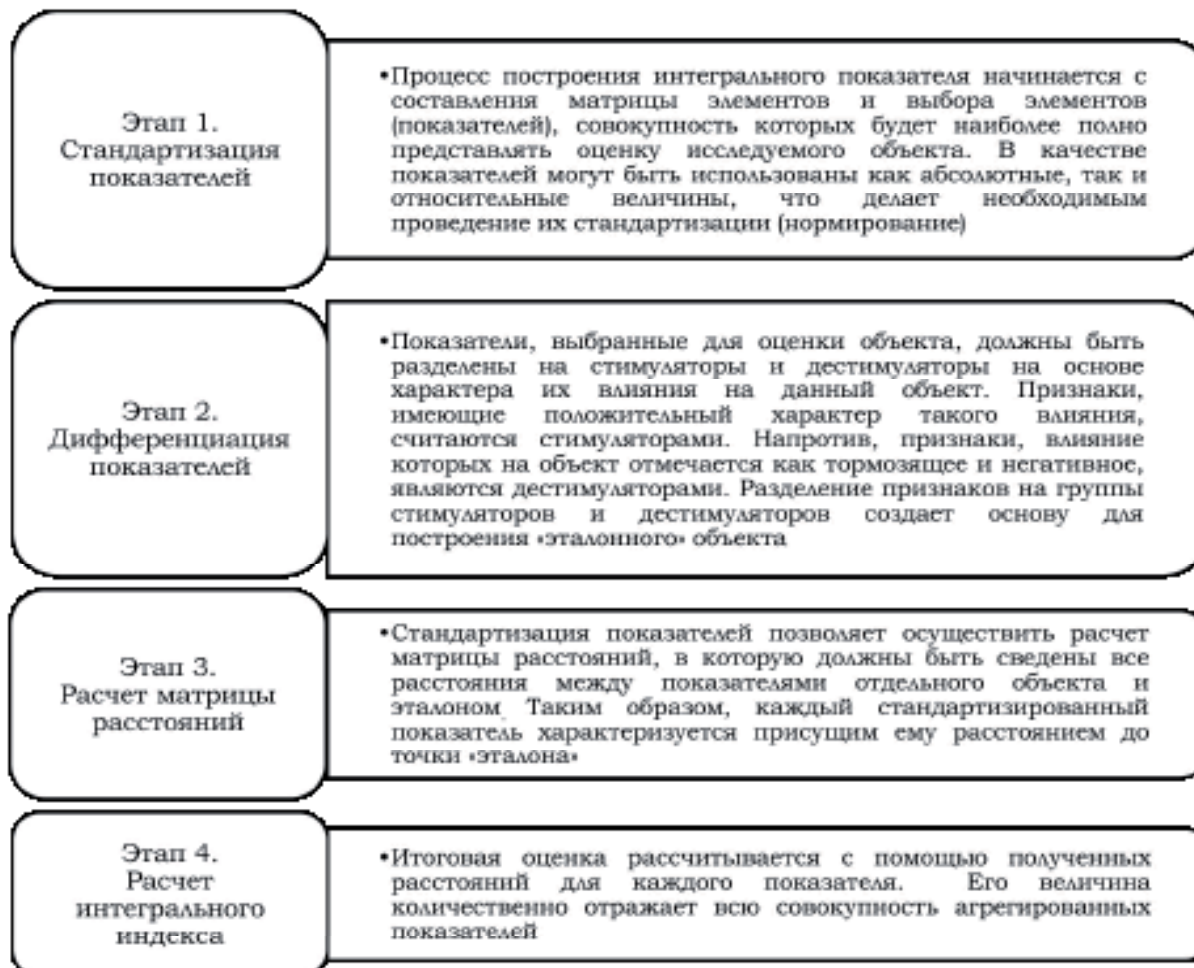 Этап 1.
Стандартизация
показателей
•Процесс построения интегрального показателя начинается с
составления матрицы элементов и выбора элементов
(показателей), совокупность которых будет наиболее полно
представлять оценку исследуемого объекта. В качестве
показателей могут быть использованы как абсолютные, так и
относительные величины, что делает необходимым
проведение их стандартизации (нормирование)
Этап 2.
Дифференциация
показателей
•Показатели, выбранные для оценки объекта, должны быть
разделены на стимуляторы и дестимуляторы на основе
характера их влияния на данный объект. Признаки,
имеющие положительный характер такого влияния,
считаются стимуляторами. Напротив, признаки, влияние
которых на объект отмечается как тормозящее и негативное,
являются дестимуляторами. Разделение признаков на группы
стимуляторов и дестимуляторов создает основу для
построения «эталонного» объекта
Этап 3.
Расчет матрицы
расстояний
•Стандартизация показателей позволяет осуществить расчет
матрицы расстояний, в которую должны быть сведены все
расстояния между показателями отдельного объекта и
эталоном Таким образом, каждый стандартизированный
показатель характеризуется присущим ему расстоянием до
точки «эталона»
Этап 4.
Расчет
интегрального
индекса
•Итоговая оценка рассчитывается с помощью полученных
расстояний для каждого показателя. Его величина
количественно отражает всю совокупность агрегированных
показателей